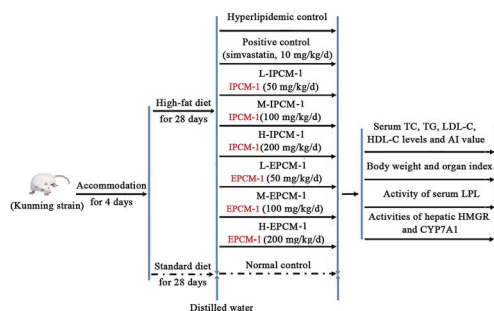 Hyperlipidemic control
Positive control
(simvastatin, 10 mg/kg/d)
L-IPCM-1
IPCM-1 (50 mg/kg/d)
High-fat diet
for 28 days
M-IPCM-1
IPCM-1(100 mg/kg/d)
H-IPCM-1
IPCM-1(200 mg/kg/d)
L-EPCM-1
EPCM-1 (50 mg/kg/d)
M-EPCM-1
EPCM-1 (100 mg/kg/d)
H-EPCM-1
EPCM-1 (200 mg/kg/d)
Accommodation
for 4 days
(Kunming strain)
Serum TC, TG, LDL-C,
HDL-C levels and AI value
Body weight and organ index
Activity of serum LPL
Activities of hepatic HMGR
and CYP7A1
Standard diet
for 28 days
Normal control
Distilled water